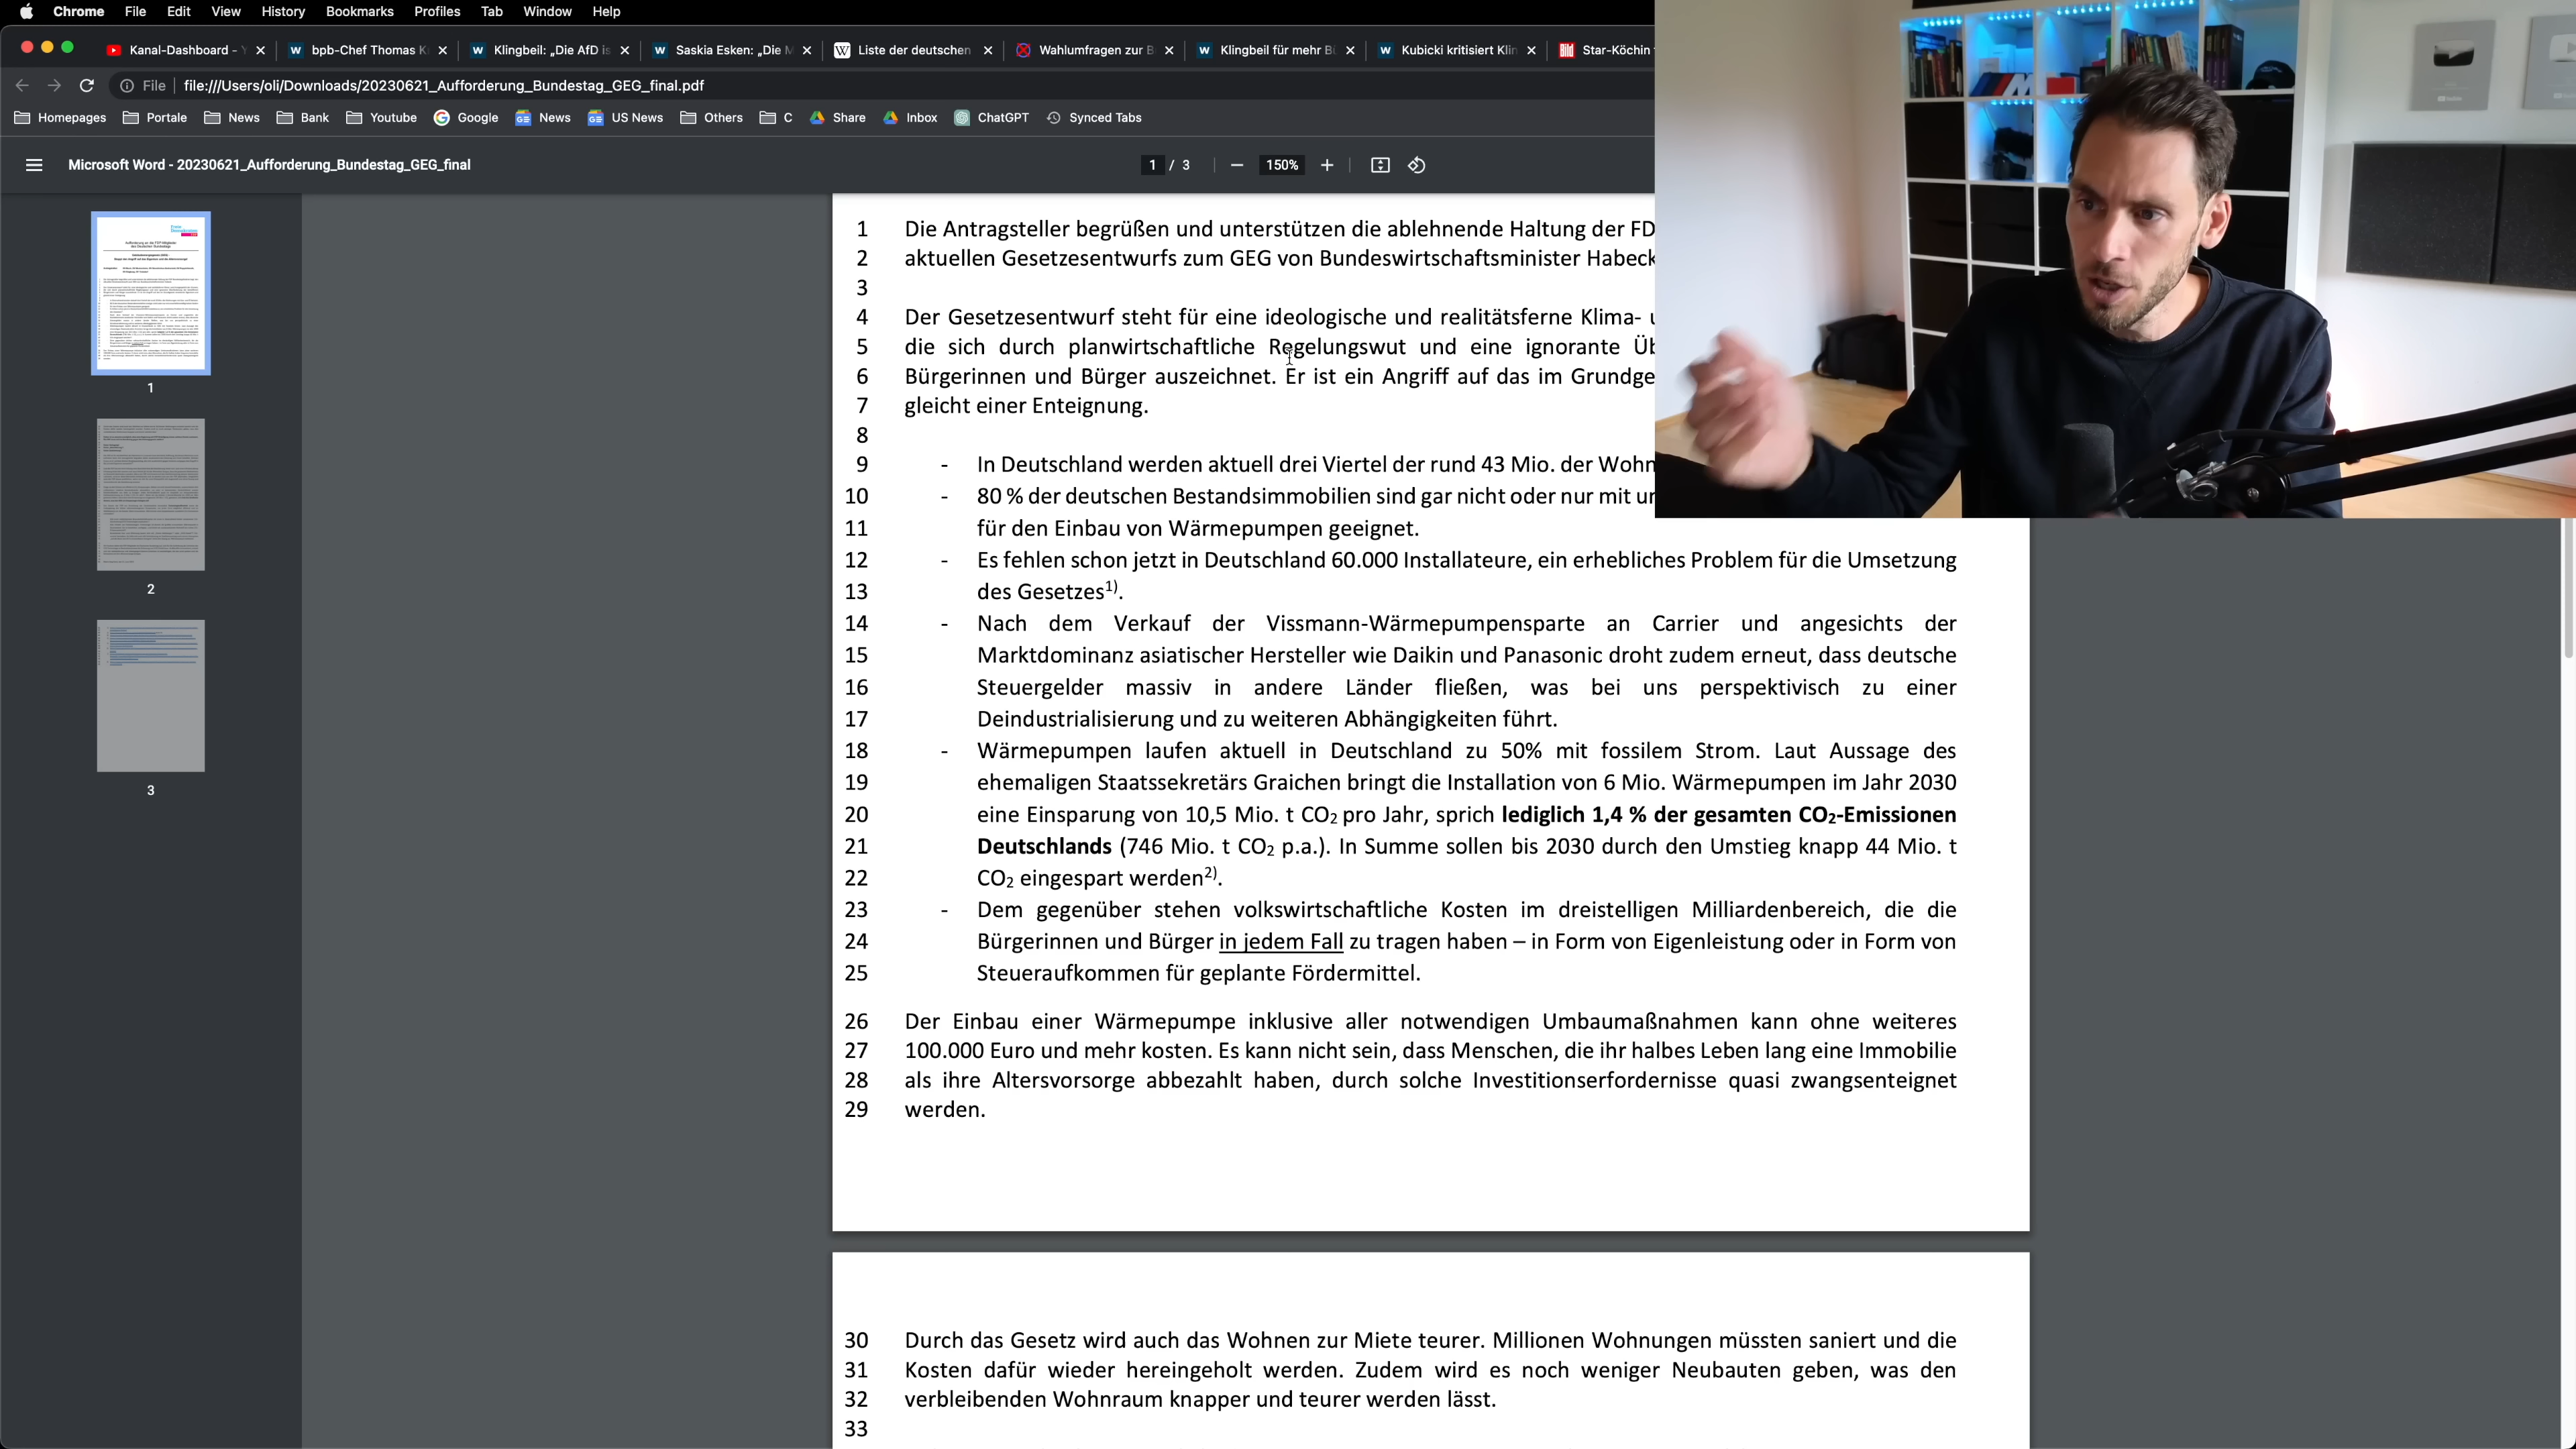 Chrome File Edit View History Bookmarks Profiles Tab Window Help
Kanal-Dashboard - bpb-Chef Thomas K Klingbeil: „Die AfD is Saskia Esken: „Die M Liste der deutschen Wahlumfragen zur B Klingbeil für mehr Bü Kubicki kritisiert Klin Star-Köchin
File file:///Users/oli/Downloads/20230621_Aufforderung_Bundestag_GEG_final.pdf
Homepages Portale News Bank Youtube Google News US News Others C Share Inbox ChatGPT Synced Tabs
Microsoft Word - 20230621_Aufforderung_Bundestag_GEG_final 1 / 3 150%
1
2
3
1 Die Antragsteller begrüßen und unterstützen die ablehnende Haltung der FD
2 aktuellen Gesetzesentwurfs zum GEG von Bundeswirtschaftsminister Habeck
3
4 Der Gesetzesentwurf steht für eine ideologische und realitätsferne Klima- u
5 die sich durch planwirtschaftliche Regelungswut und eine ignorante Üb
6 Bürgerinnen und Bürger auszeichnet. Er ist ein Angriff auf das im Grundge
7 gleicht einer Enteignung.
8
9 - In Deutschland werden aktuell drei Viertel der rund 43 Mio. der Wohn
10 - 80 % der deutschen Bestandsimmobilien sind gar nicht oder nur mit un
11 für den Einbau von Wärmepumpen geeignet.
12 - Es fehlen schon jetzt in Deutschland 60.000 Installateure, ein erhebliches Problem für die Umsetzung
13 des Gesetzes1).
14 - Nach dem Verkauf der Vissmann-Wärmepumpensparte an Carrier und angesichts der
15 Marktdominanz asiatischer Hersteller wie Daikin und Panasonic droht zudem erneut, dass deutsche
16 Steuergelder massiv in andere Länder fließen, was bei uns perspektivisch zu einer
17 Deindustrialisierung und zu weiteren Abhängigkeiten führt.
18 - Wärmepumpen laufen aktuell in Deutschland zu 50% mit fossilem Strom. Laut Aussage des
19 ehemaligen Staatssekretärs Graichen bringt die Installation von 6 Mio. Wärmepumpen im Jahr 2030
20 eine Einsparung von 10,5 Mio. t CO2 pro Jahr, sprich lediglich 1,4 % der gesamten CO2-Emissionen
21 Deutschlands (746 Mio. t CO2 p.a.). In Summe sollen bis 2030 durch den Umstieg knapp 44 Mio. t
22 CO2 eingespart werden2).
23 - Dem gegenüber stehen volkswirtschaftliche Kosten im dreistelligen Milliardenbereich, die die
24 Bürgerinnen und Bürger in jedem Fall zu tragen haben – in Form von Eigenleistung oder in Form von
25 Steueraufkommen für geplante Fördermittel.
26 Der Einbau einer Wärmepumpe inklusive aller notwendigen Umbaumaßnahmen kann ohne weiteres
27 100.000 Euro und mehr kosten. Es kann nicht sein, dass Menschen, die ihr halbes Leben lang eine Immobilie
28 als ihre Altersvorsorge abbezahlt haben, durch solche Investitionserfordernisse quasi zwangsenteignet
29 werden.
30 Durch das Gesetz wird auch das Wohnen zur Miete teurer. Millionen Wohnungen müssten saniert und die
31 Kosten dafür wieder hereingeholt werden. Zudem wird es noch weniger Neubauten geben, was den
32 verbleibenden Wohnraum knapper und teurer werden lässt.
33